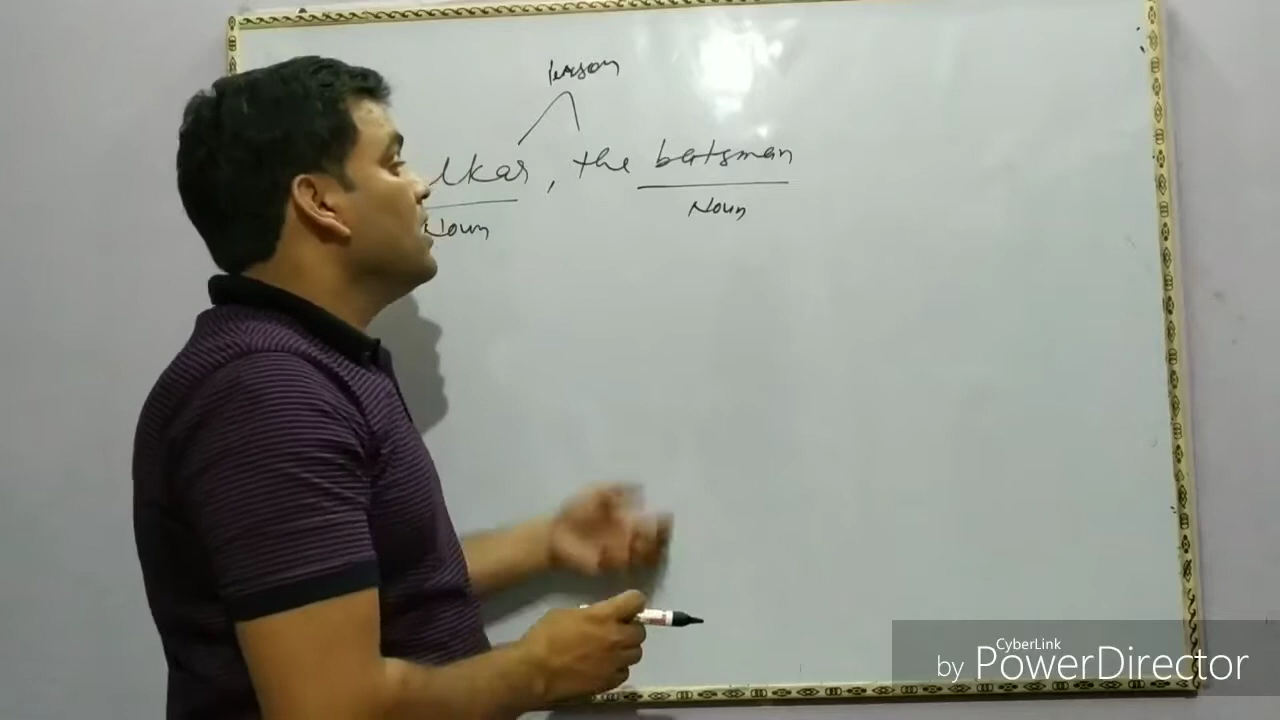 Person
lkar, the batsman
Noun Noun
CyberLink
by PowerDirector